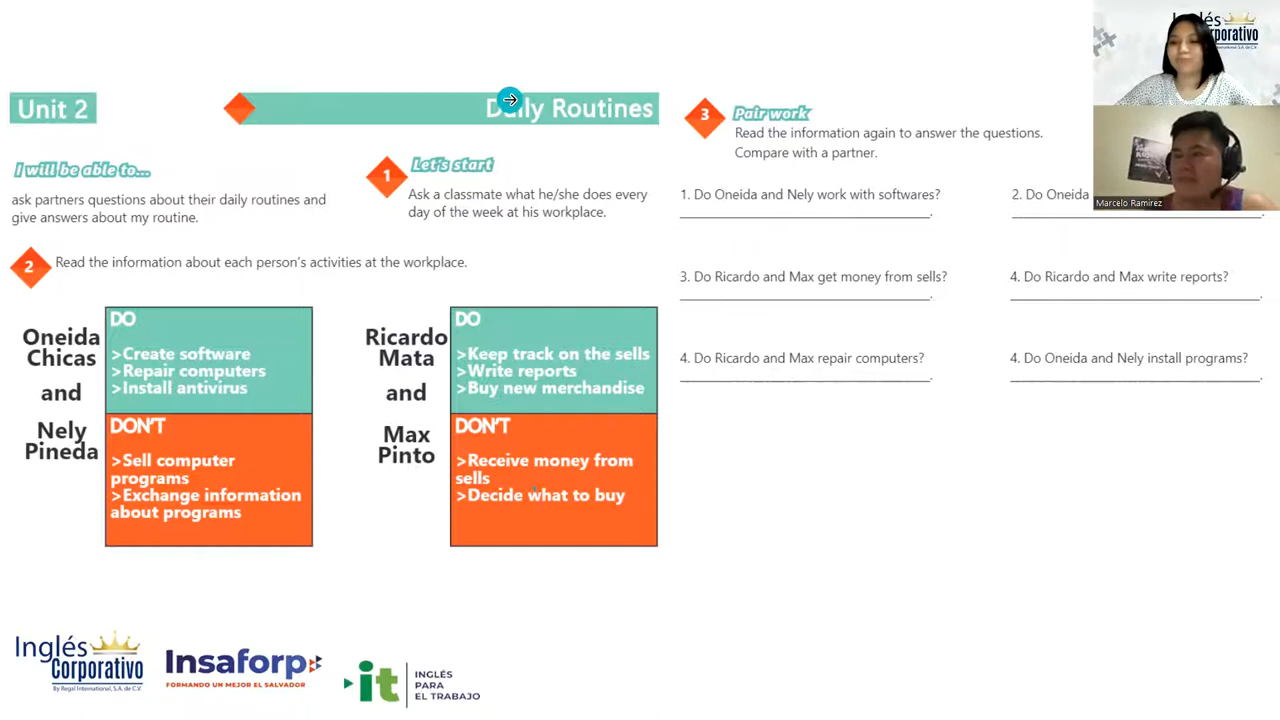 Unit 2
Daily Routines
I will be able to...
ask partners questions about their daily routines and
give answers about my routine.
1
Let's start
Ask a classmate what he/she does every
day of the week at his workplace.
2
Read the information about each person's activities at the workplace.
Oneida
Chicas
and
Nely
Pineda
DO
>Create software
>Repair computers
>Install antivirus
DON'T
>Sell computer
programs
>Exchange information
about programs
Ricardo
Mata
and
Max
Pinto
DO
>Keep track on the sells
>Write reports
>Buy new merchandise
DON'T
>Receive money from
sells
>Decide what to buy
3
Pair work
Read the information again to answer the questions.
Compare with a partner.
1. Do Oneida and Nely work with softwares?
2. Do Oneida
3. Do Ricardo and Max get money from sells?
4. Do Ricardo and Max write reports?
4. Do Ricardo and Max repair computers?
4. Do Oneida and Nely install programs?
Marcelo Ramirez
Inglés
Corporativo
By Regal International, S.A. de C.V.
Insaforp
FORMANDO UN MEJOR EL SALVADOR
it
INGLÉS
PARA
EL TRABAJO